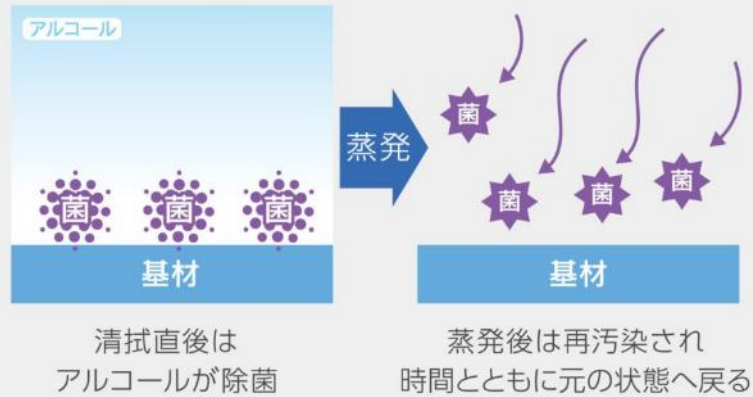 アルコール
菌 菌 菌
基材
清拭直後は
アルコールが除菌
蒸発
菌
菌 菌 菌
基材
蒸発後は再汚染され
時間とともに元の状態へ戻る